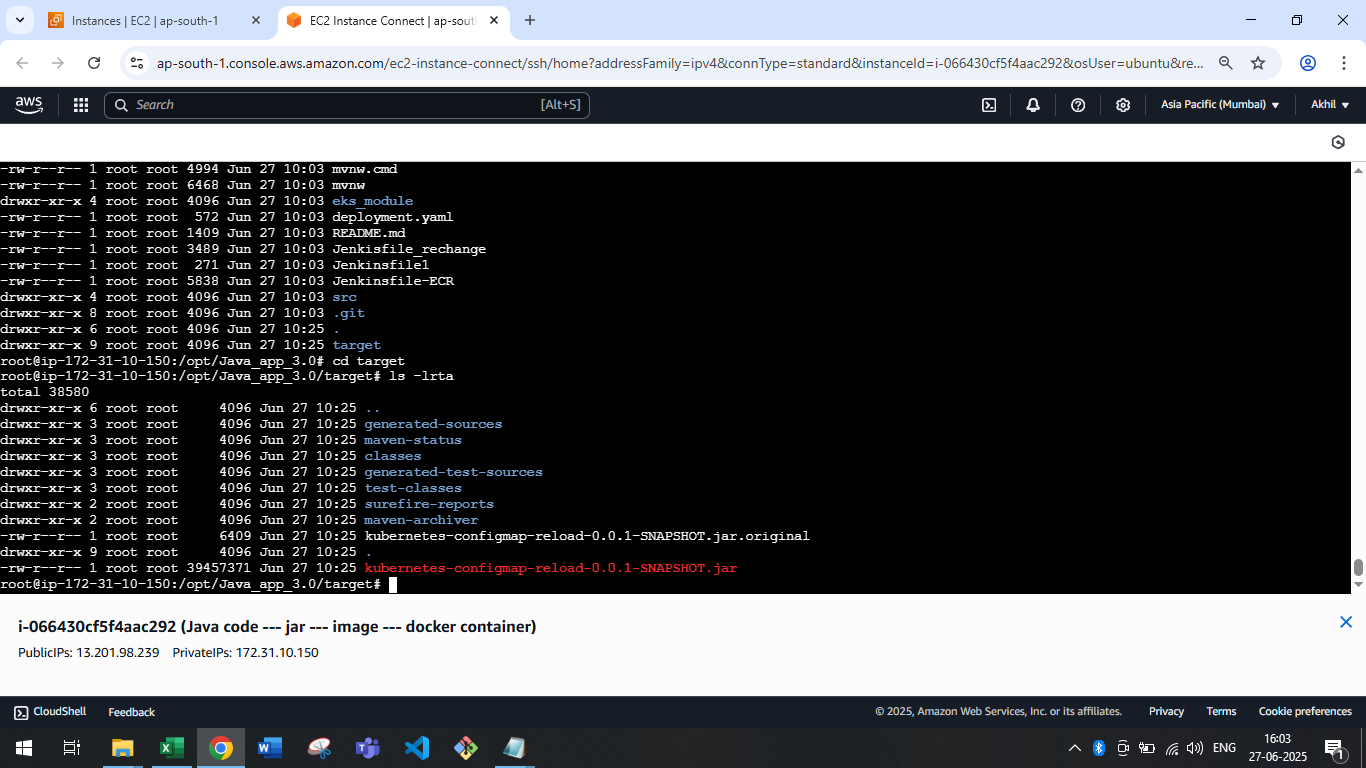 Instances | EC2 | ap-south-1
EC2 Instance Connect | ap-sou
ap-south-1.console.aws.amazon.com/ec2-instance-connect/ssh/home?addressFamily=ipv4&connType=standard&instanceId=i-066430cf5f4aac292&osUser=ubuntu&re...
aws
Search
[Alt+S]
Asia Pacific (Mumbai)
Akhil
-rw-r--r-- 1 root root 4994 Jun 27 10:03 mvnw.cmd
-rw-r--r-- 1 root root 6468 Jun 27 10:03 mvnw
drwxr-xr-x 4 root root 4096 Jun 27 10:03 eks_module
-rw-r--r-- 1 root root  572 Jun 27 10:03 deployment.yaml
-rw-r--r-- 1 root root 1409 Jun 27 10:03 README.md
-rw-r--r-- 1 root root 3489 Jun 27 10:03 Jenkisfile_rechange
-rw-r--r-- 1 root root  271 Jun 27 10:03 Jenkinsfile1
-rw-r--r-- 1 root root 5838 Jun 27 10:03 Jenkinsfile-ECR
drwxr-xr-x 4 root root 4096 Jun 27 10:03 src
drwxr-xr-x 8 root root 4096 Jun 27 10:03 .git
drwxr-xr-x 6 root root 4096 Jun 27 10:25 .
drwxr-xr-x 9 root root 4096 Jun 27 10:25 target
root@ip-172-31-10-150:/opt/Java_app_3.0# cd target
root@ip-172-31-10-150:/opt/Java_app_3.0/target# ls -lrta
total 38580
drwxr-xr-x 6 root root     4096 Jun 27 10:25 ..
drwxr-xr-x 3 root root     4096 Jun 27 10:25 generated-sources
drwxr-xr-x 3 root root     4096 Jun 27 10:25 maven-status
drwxr-xr-x 3 root root     4096 Jun 27 10:25 classes
drwxr-xr-x 3 root root     4096 Jun 27 10:25 generated-test-sources
drwxr-xr-x 3 root root     4096 Jun 27 10:25 test-classes
drwxr-xr-x 2 root root     4096 Jun 27 10:25 surefire-reports
drwxr-xr-x 2 root root     4096 Jun 27 10:25 maven-archiver
-rw-r--r-- 1 root root     6409 Jun 27 10:25 kubernetes-configmap-reload-0.0.1-SNAPSHOT.jar.original
drwxr-xr-x 9 root root     4096 Jun 27 10:25 .
-rw-r--r-- 1 root root 39457371 Jun 27 10:25 kubernetes-configmap-reload-0.0.1-SNAPSHOT.jar
root@ip-172-31-10-150:/opt/Java_app_3.0/target#
i-066430cf5f4aac292 (Java code --- jar --- image --- docker container)
PublicIPs: 13.201.98.239 PrivateIPs: 172.31.10.150
CloudShell
Feedback
© 2025, Amazon Web Services, Inc. or its affiliates.
Privacy
Terms
Cookie preferences
ENG
16:03
27-06-2025
1